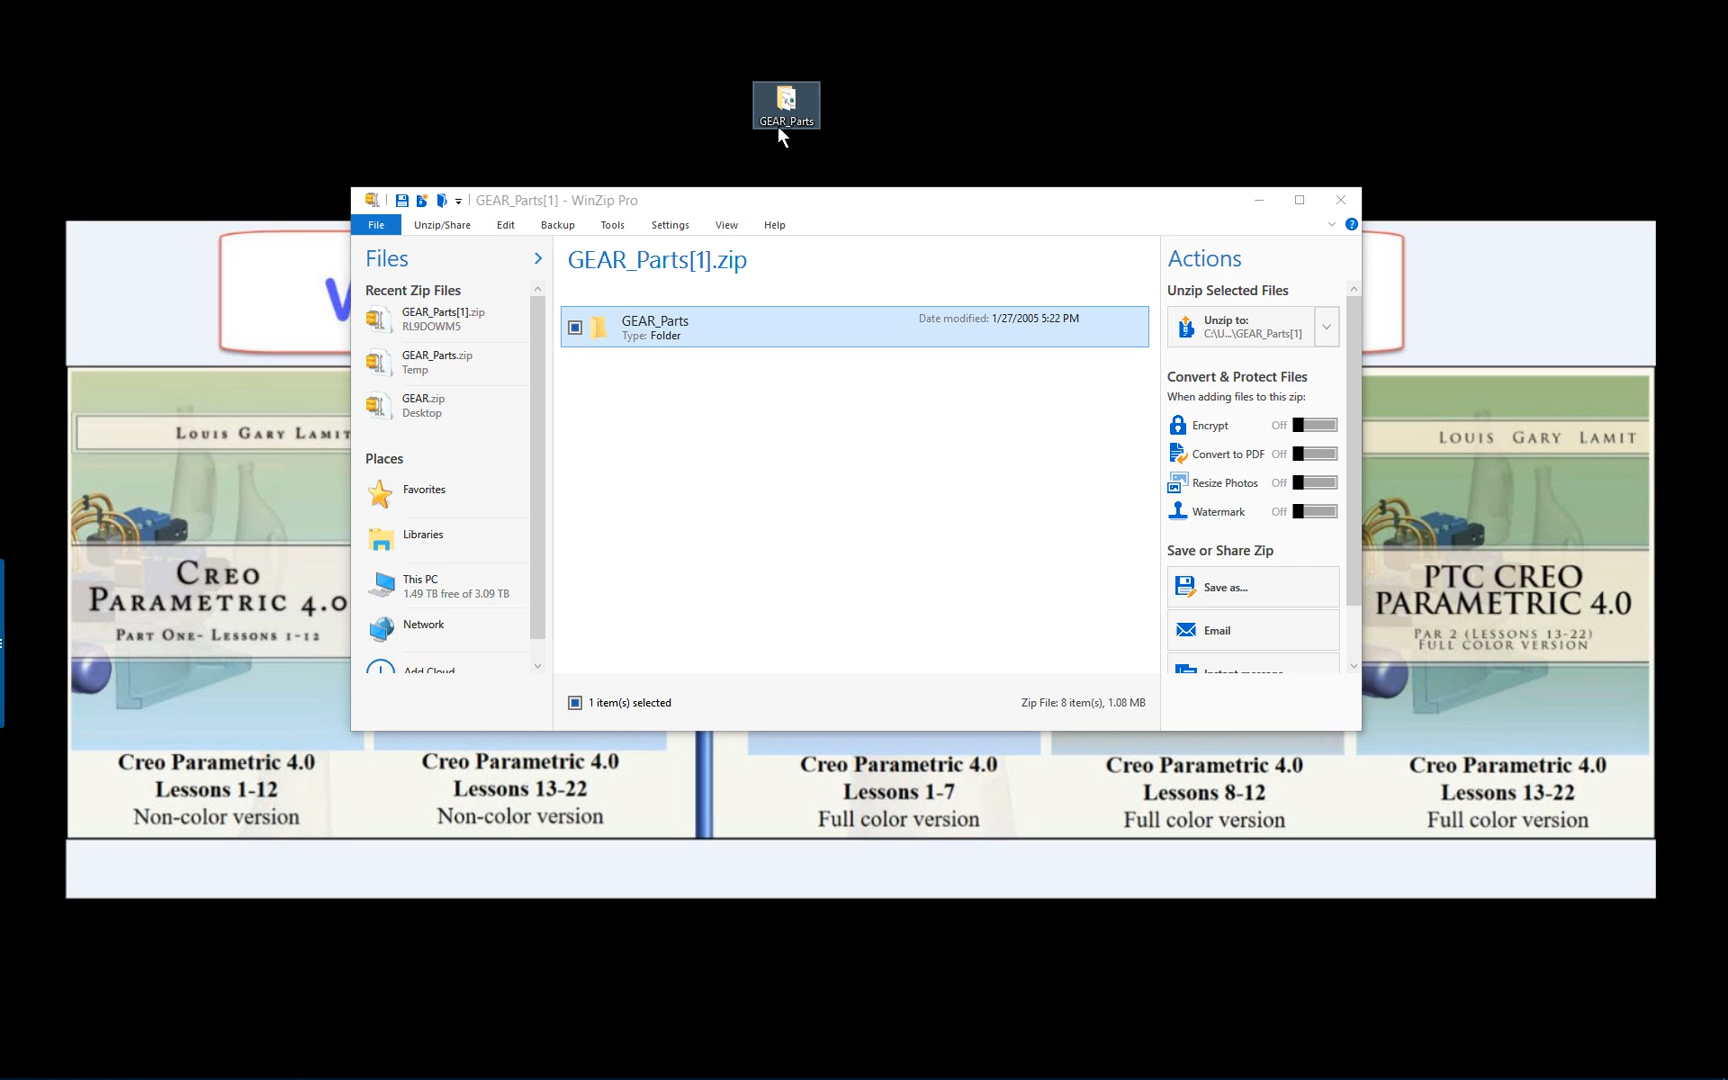 GEAR_Parts
GEAR_Parts[1] - WinZip Pro
File Unzip/Share Edit Backup Tools Settings View Help
Files
Recent Zip Files
GEAR_Parts[1].zip
RL9DOWM5
GEAR_Parts.zip
Temp
GEAR.zip
Desktop
Places
Favorites
Libraries
This PC
1.49 TB free of 3.09 TB
Network
Add Cloud
GEAR_Parts[1].zip
GEAR_Parts
Type: Folder
Date modified: 1/27/2005 5:22 PM
1 item(s) selected
Zip File: 8 item(s), 1.08 MB
Actions
Unzip Selected Files
Unzip to:
C:\U...\GEAR_Parts[1]
Convert & Protect Files
When adding files to this zip:
Encrypt Off
Convert to PDF Off
Resize Photos Off
Watermark Off
Save or Share Zip
Save as...
Email
Instant message
LOUIS GARY LAMIT
CREO
PARAMETRIC 4.0
PART ONE- LESSONS 1-12
LOUIS GARY LAMIT
PTC CREO
PARAMETRIC 4.0
PAR 2 (LESSONS 13-22)
FULL COLOR VERSION
Creo Parametric 4.0
Lessons 1-12
Non-color version
Creo Parametric 4.0
Lessons 13-22
Non-color version
Creo Parametric 4.0
Lessons 1-7
Full color version
Creo Parametric 4.0
Lessons 8-12
Full color version
Creo Parametric 4.0
Lessons 13-22
Full color version